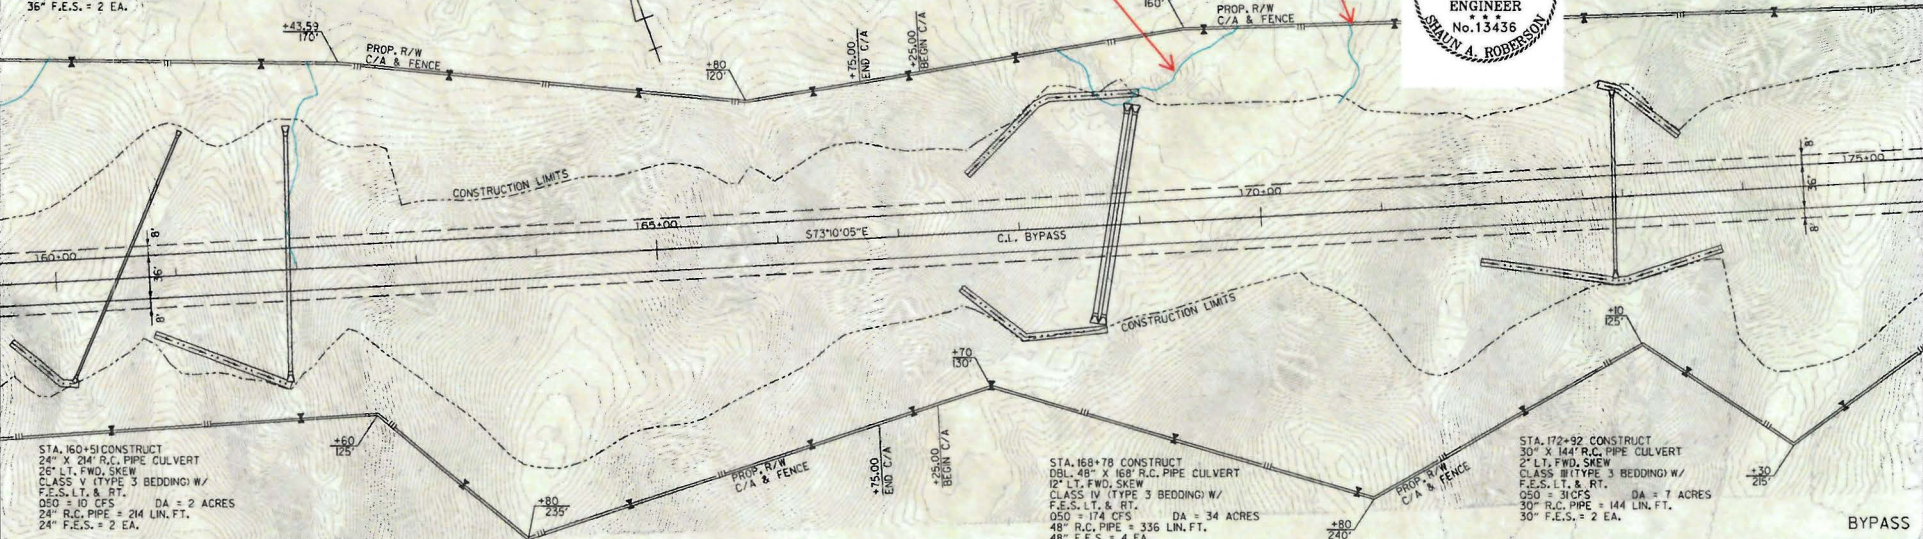 36" F.E.S. = 2 EA.
+43.59
170'
PROP. R/W
C/A & FENCE
+80
120'
+75.00
END C/A
+25.00
BEGIN C/A
160'
PROP. R/W
C/A & FENCE
ENGINEER
* * *
No.13436
SHAUN A. ROBERSON
CONSTRUCTION LIMITS
160+00
8'
36'
8'
165+00
S73°10'05"E
C.L. BYPASS
170+00
8'
36'
8'
175+00
CONSTRUCTION LIMITS
+60
125'
+80
235'
PROP. R/W
C/A & FENCE
+75.00
END C/A
+25.00
BEGIN C/A
+70
130'
+80
240'
PROP. R/W
C/A & FENCE
+10
125'
+30
215'
STA. 160+51 CONSTRUCT
24" X 214' R.C. PIPE CULVERT
26° LT. FWD. SKEW
CLASS V (TYPE 3 BEDDING) W/
F.E.S. LT. & RT.
Q50 = 10 CFS DA = 2 ACRES
24" R.C. PIPE = 214 LIN. FT.
24" F.E.S. = 2 EA.
STA. 168+78 CONSTRUCT
DBL. 48" X 168' R.C. PIPE CULVERT
12° LT. FWD. SKEW
CLASS IV (TYPE 3 BEDDING) W/
F.E.S. LT. & RT.
Q50 = 174 CFS DA = 34 ACRES
48" R.C. PIPE = 336 LIN. FT.
48" F.E.S. = 4 EA.
STA. 172+92 CONSTRUCT
30" X 144' R.C. PIPE CULVERT
2° LT. FWD. SKEW
CLASS III (TYPE 3 BEDDING) W/
F.E.S. LT. & RT.
Q50 = 31 CFS DA = 7 ACRES
30" R.C. PIPE = 144 LIN. FT.
30" F.E.S. = 2 EA.
BYPASS